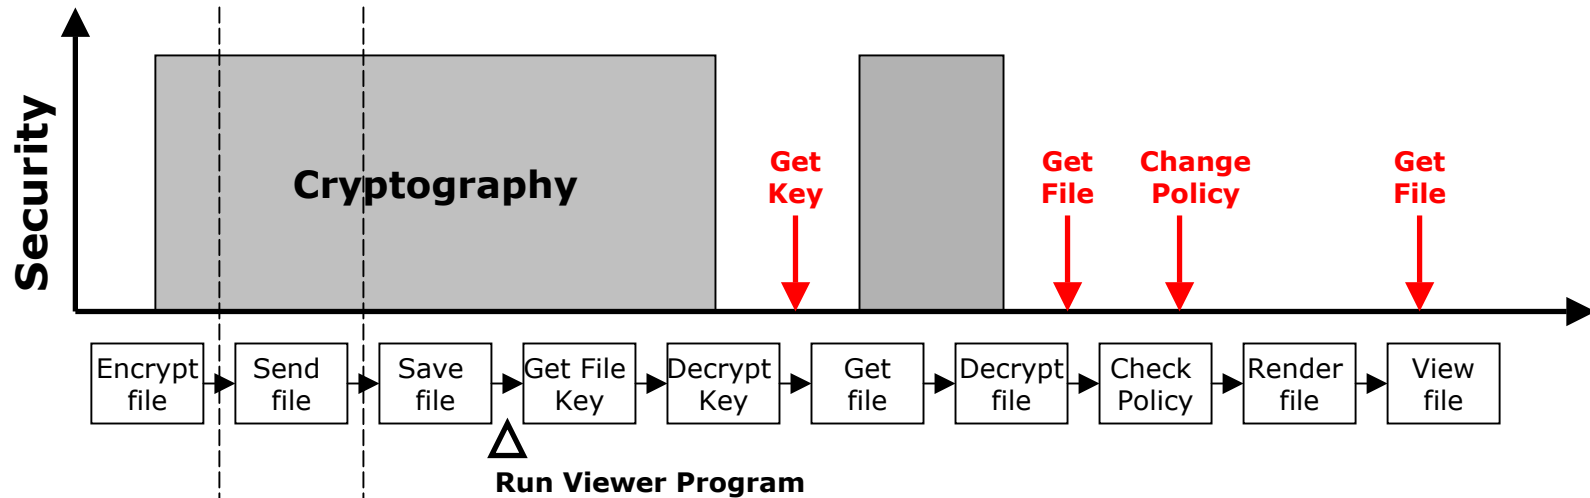 Security
Cryptography
Get
Key
Get
File
Change
Policy
Get
File
Encrypt
file
Send
file
Save
file
Get File
Key
Decrypt
Key
Get
file
Decrypt
file
Check
Policy
Render
file
View
file
Run Viewer Program